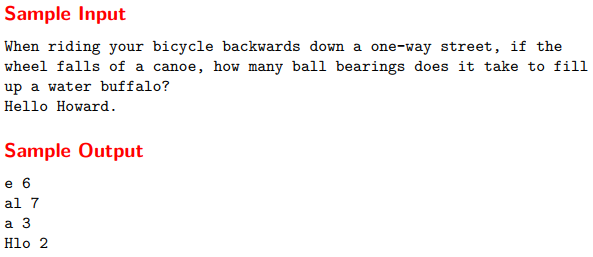 Sample Input
When riding your bicycle backwards down a one-way street, if the
wheel falls of a canoe, how many ball bearings does it take to fill
up a water buffalo?
Hello Howard.
Sample Output
e 6
al 7
a 3
Hlo 2